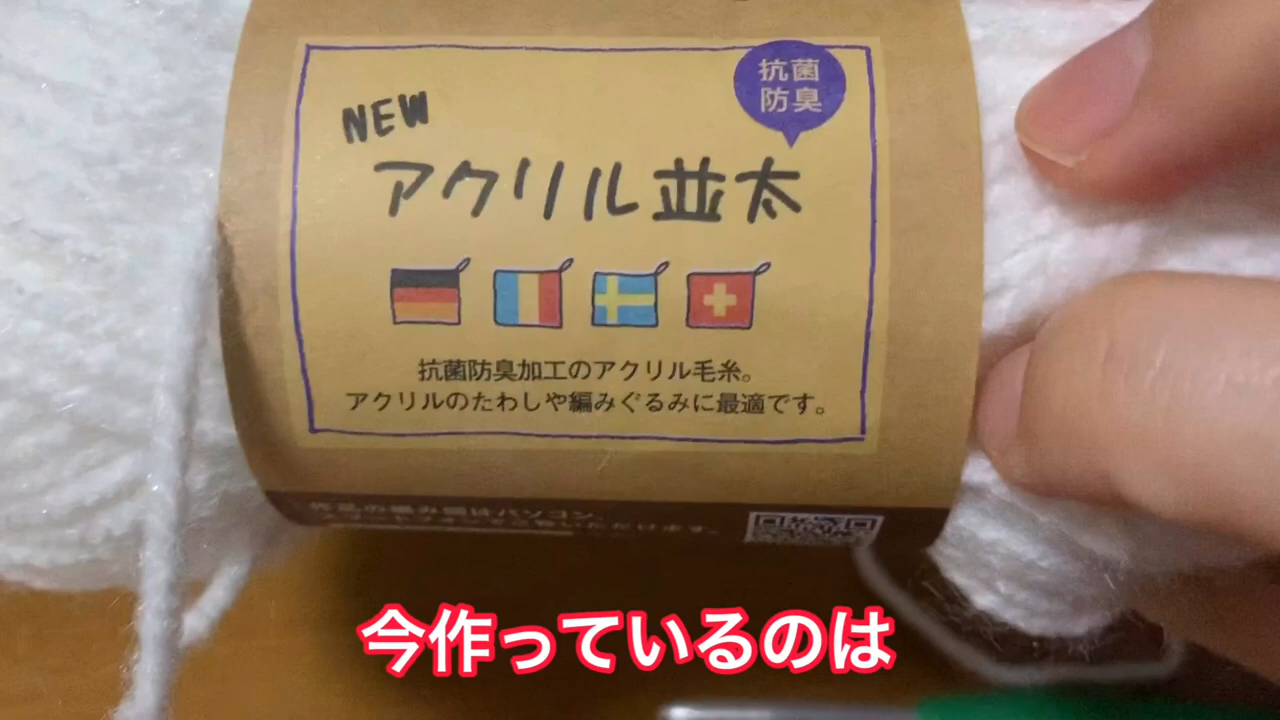 抗菌
防臭
NEW
アクリル並太
抗菌防臭加工のアクリル毛糸。
アクリルのたわしや編みぐるみに最適です。
今作っているのは